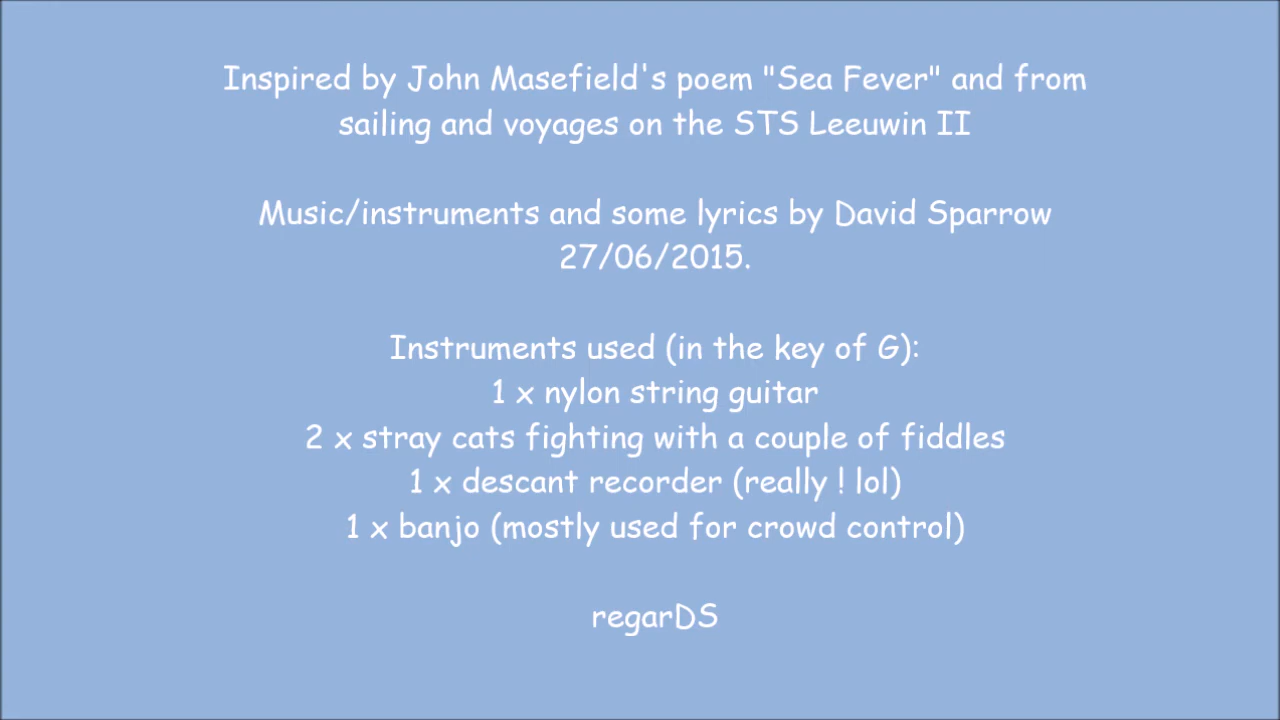 Inspired by John Masefield's poem "Sea Fever" and from
sailing and voyages on the STS Leeuwin II
Music/instruments and some lyrics by David Sparrow
27/06/2015.
Instruments used (in the key of G):
1 x nylon string guitar
2 x stray cats fighting with a couple of fiddles
1 x descant recorder (really ! lol)
1 x banjo (mostly used for crowd control)
regarDS